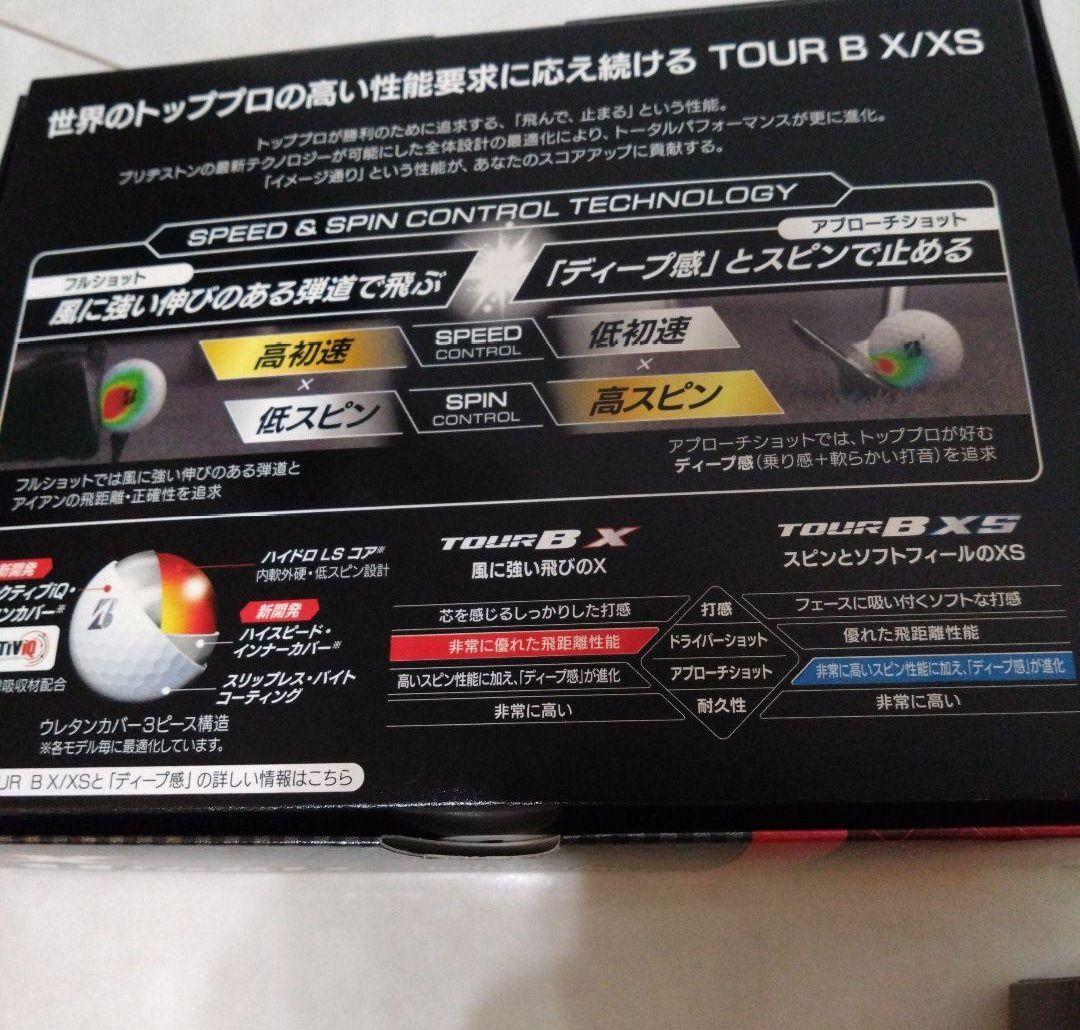 世界のトッププロの高い性能要求に応え続ける TOUR B X/XS
トッププロが勝利のために追求する、「飛んで、止まる」という性能。
ブリヂストンの最新テクノロジーが可能にした全体設計の最適化により、トータルパフォーマンスが更に進化。
「イメージ通り」という性能が、あなたのスコアアップに貢献する。
SPEED & SPIN CONTROL TECHNOLOGY
フルショット
風に強い伸びのある弾道で飛ぶ
アプローチショット
「ディープ感」とスピンで止める
高初速
×
低スピン
SPEED
CONTROL
SPIN
CONTROL
低初速
×
高スピン
フルショットでは風に強い伸びのある弾道と
アイアンの飛距離・正確性を追求
アプローチショットでは、トッププロが好む
ディープ感（乗り感＋軟らかい打音）を追求
新開発
クティブiQ・
ンカバー※
TiViQ
吸収材配合
ハイドロ LS コア※
内軟外硬・低スピン設計
新開発
ハイスピード・
インナーカバー※
スリップレス・バイト
コーティング
ウレタンカバー3ピース構造
※各モデル毎に最適化しています。
UR B X/XSと「ディープ感」の詳しい情報はこちら
TOUR B X
風に強い飛びのX
TOUR B XS
スピンとソフトフィールのXS
芯を感じるしっかりした打感 打感 フェースに吸い付くソフトな打感
非常に優れた飛距離性能 ドライバーショット 優れた飛距離性能
高いスピン性能に加え、「ディープ感」が進化 アプローチショット 非常に高いスピン性能に加え、「ディープ感」が進化
非常に高い 耐久性 非常に高い